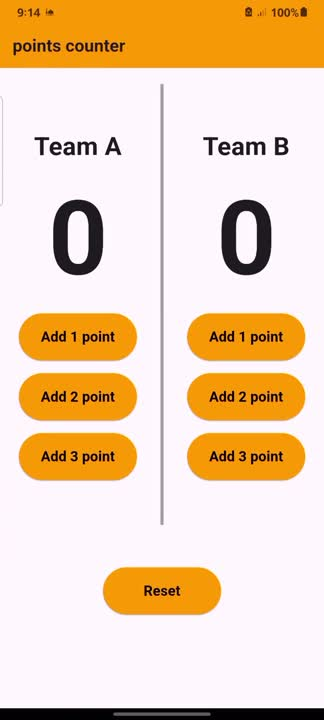 9:14 100%
points counter
Team A
0
Add 1 point
Add 2 point
Add 3 point
Team B
0
Add 1 point
Add 2 point
Add 3 point
Reset